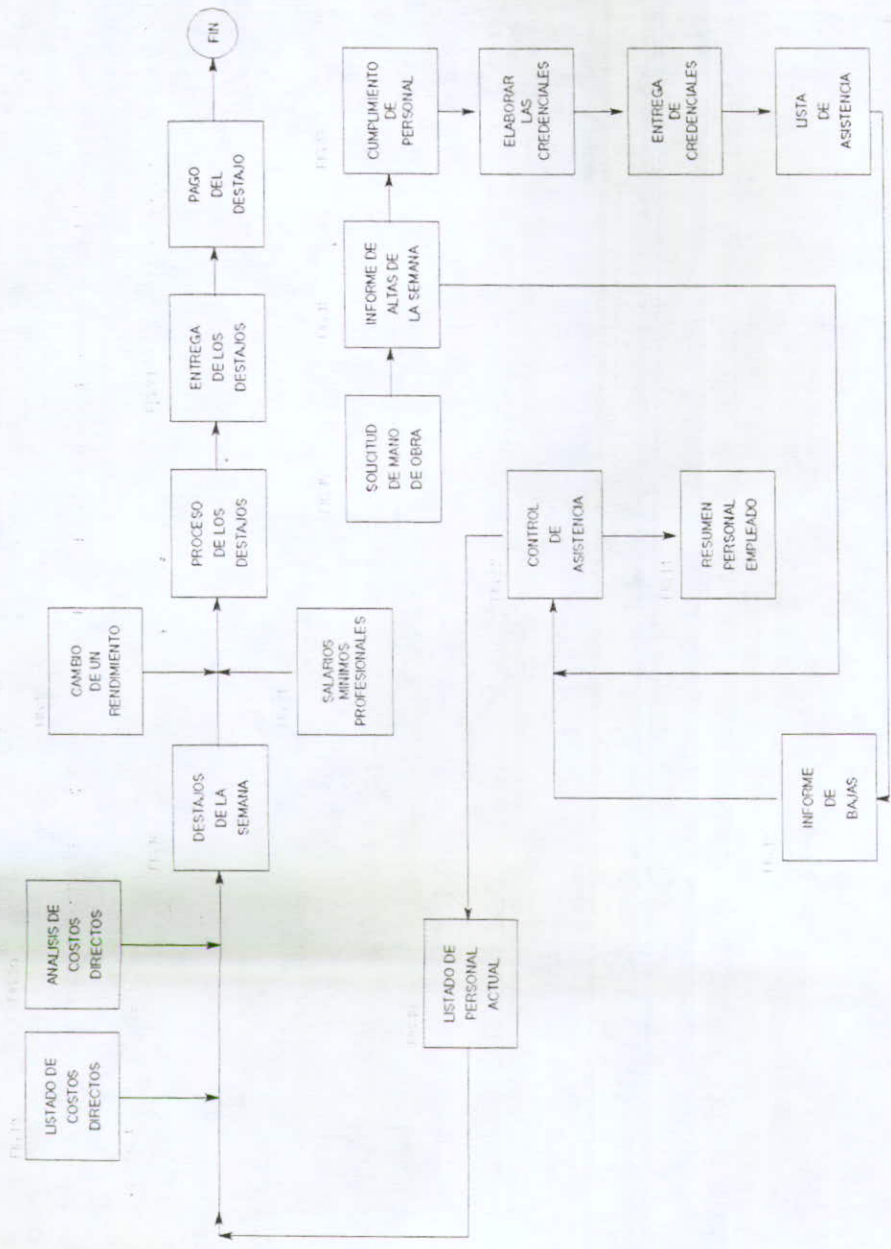 LISTADO DE
COSTOS
DIRECTOS
ANALISIS DE
COSTOS
DIRECTOS
CAMBIO
DE UN
RENDIMIENTO
DESTAJOS
DE LA
SEMANA
PROCESO
DE LOS
DESTAJOS
ENTREGA
DE LOS
DESTAJOS
PAGO
DEL
DESTAJO
FIN
SALARIOS
MINIMOS
PROFESIONALES
SOLICITUD
DE MANO
DE OBRA
INFORME DE
ALTAS DE
LA SEMANA
CUMPLIMIENTO
DE
PERSONAL
LISTADO DE
PERSONAL
ACTUAL
CONTROL
DE
ASISTENCIA
ELABORAR
LAS
CREDENCIALES
RESUMEN
PERSONAL
EMPLEADO
ENTREGA
DE
CREDENCIALES
INFORME
DE
BAJAS
LISTA
DE
ASISTENCIA